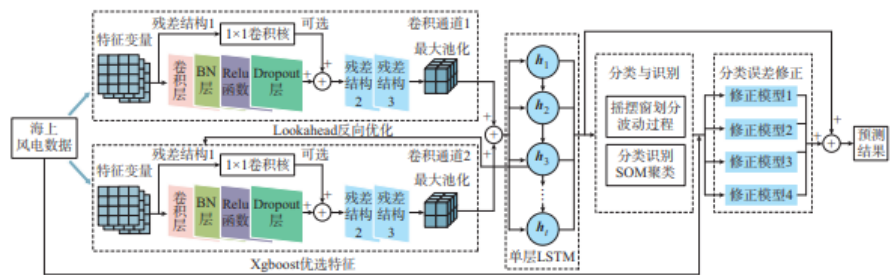 残差结构1
可选
卷积通道1
1×1卷积核
特征变量
最大池化
卷积层
BN层
Relu函数
Dropout层
残差结构2
残差结构3
Lookahead反向优化
海上
风电数据
残差结构1
可选
卷积通道2
1×1卷积核
特征变量
最大池化
卷积层
BN层
Relu函数
Dropout层
残差结构2
残差结构3
Xgboost优选特征
h1
h2
h3
hl
单层LSTM
分类与识别
摇摆窗划分
波动过程
分类识别
SOM聚类
分类误差修正
修正模型1
修正模型2
修正模型3
修正模型4
预测
结果